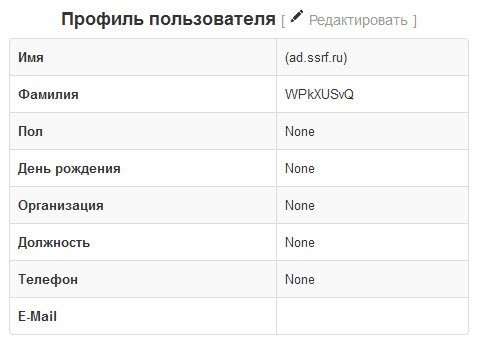 Профиль пользователя [ Редактировать ]
Имя (ad.ssrf.ru)
Фамилия WPkXUSvQ
Пол None
День рождения None
Организация None
Должность None
Телефон None
E-Mail